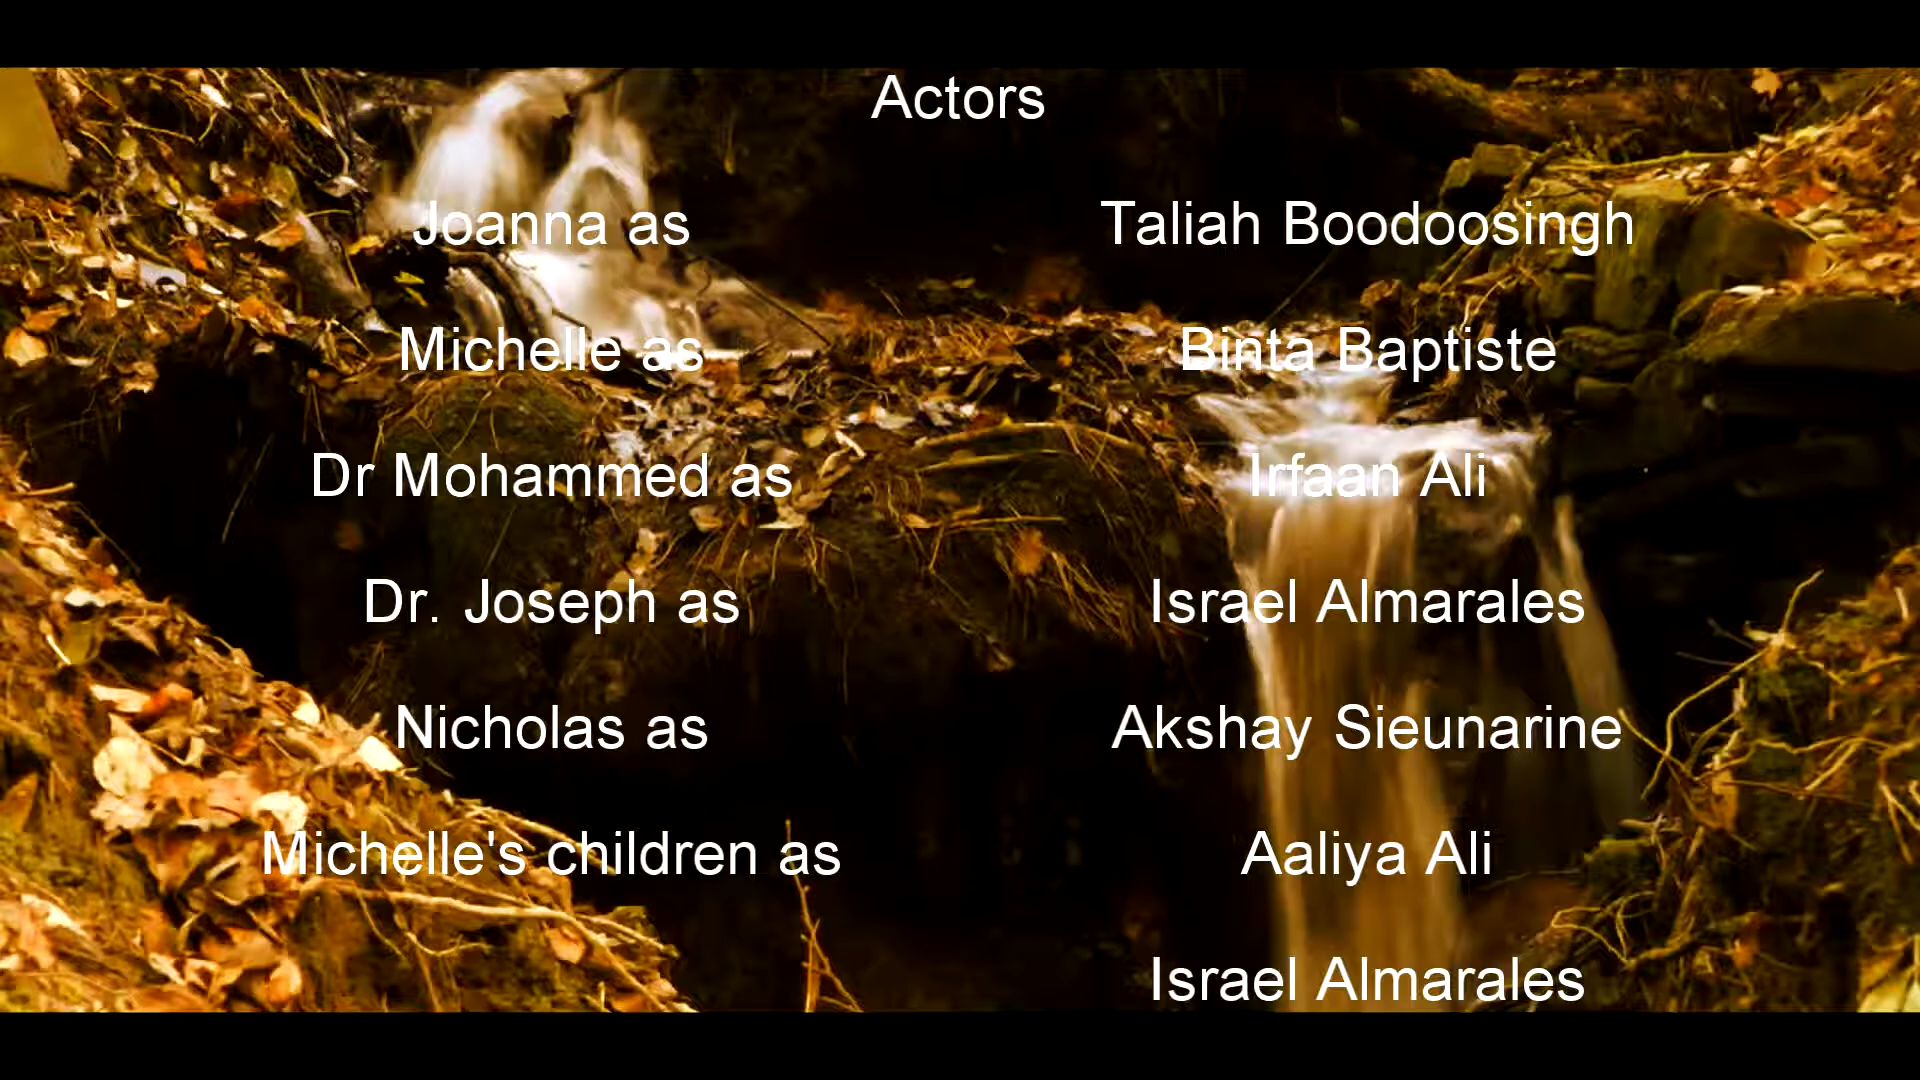 Actors
Joanna as Taliah Boodoosingh
Michelle as Binta Baptiste
Dr Mohammed as Irfaan Ali
Dr. Joseph as Israel Almarales
Nicholas as Akshay Sieunarine
Michelle's children as Aaliya Ali
Israel Almarales